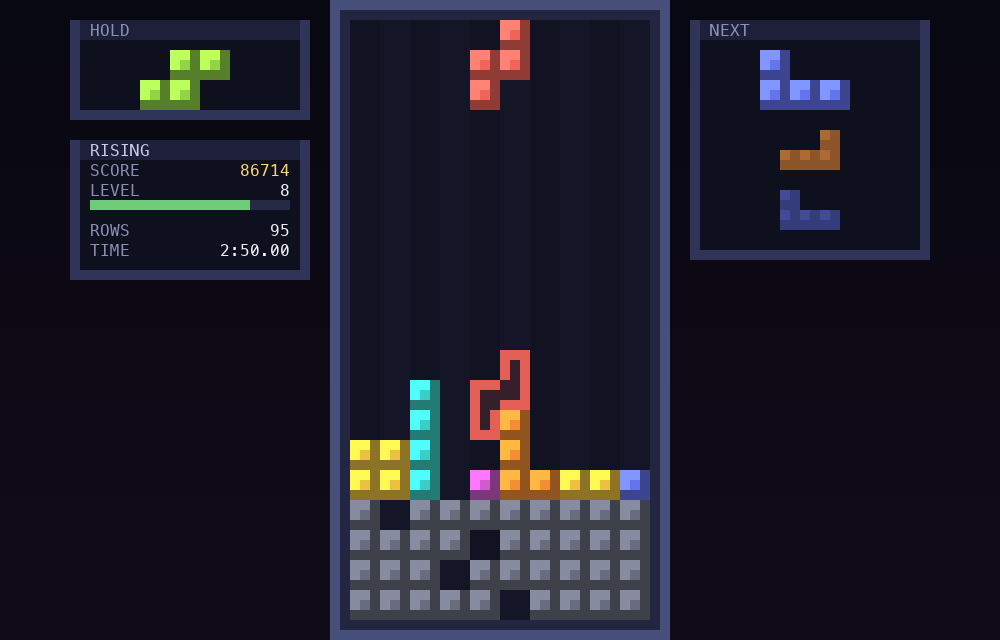 HOLD
RISING
SCORE 86714
LEVEL 8
ROWS 95
TIME 2:50.00
NEXT